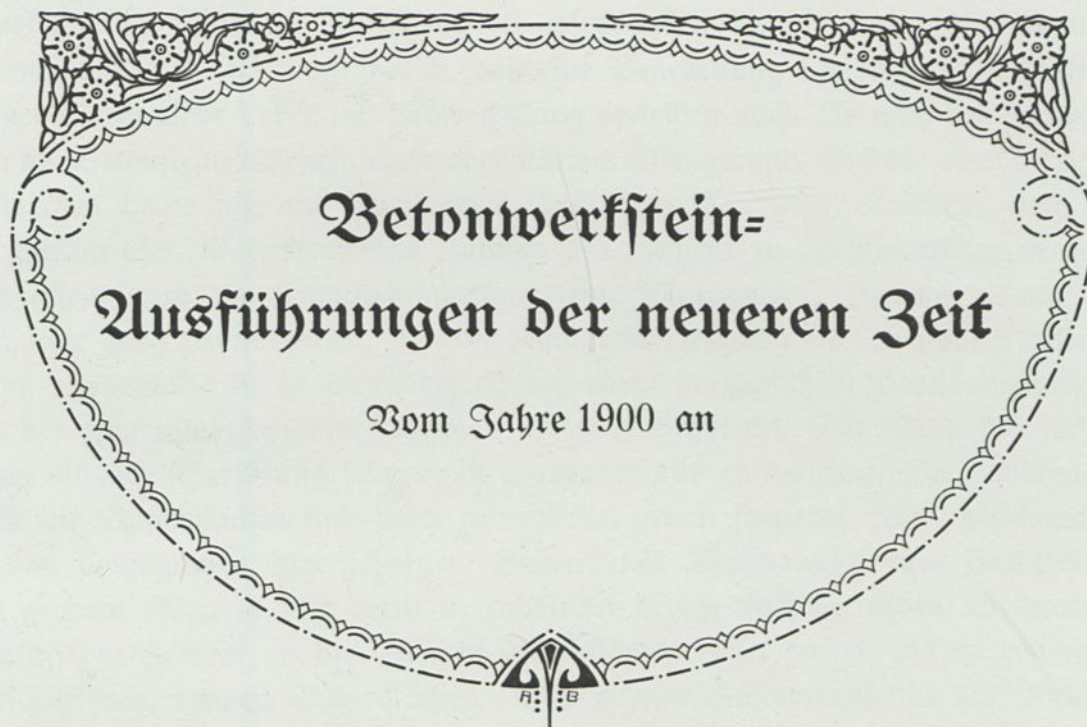 Betonwerkſtein=
Ausführungen der neueren Zeit
Vom Jahre 1900 an
A B